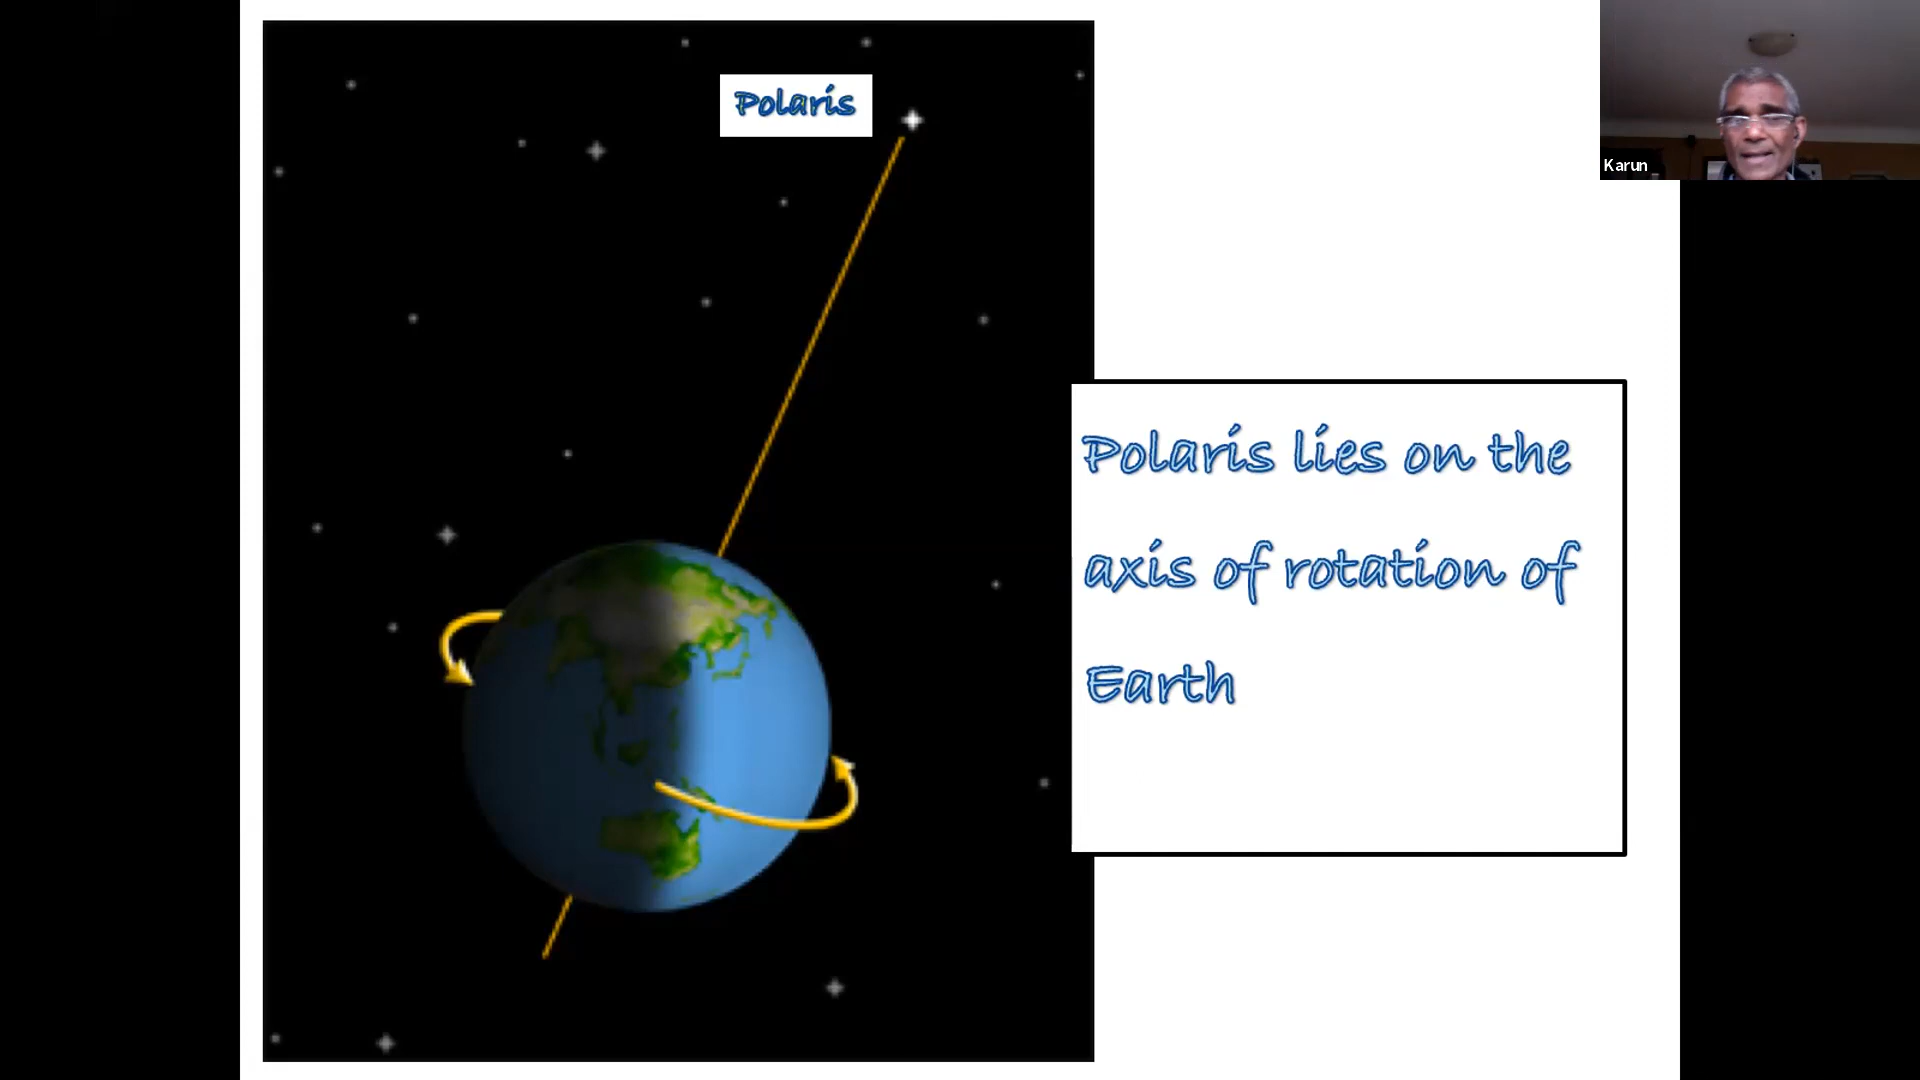 Polaris
Karun
Polaris lies on the
axis of rotation of
Earth